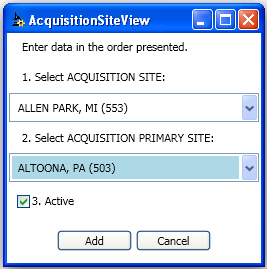 AcquisitionSiteView
Enter data in the order presented.
1. Select ACQUISITION SITE:
ALLEN PARK, MI (553)
2. Select ACQUISITION PRIMARY SITE:
ALTOONA, PA (503)
3. Active
Add Cancel